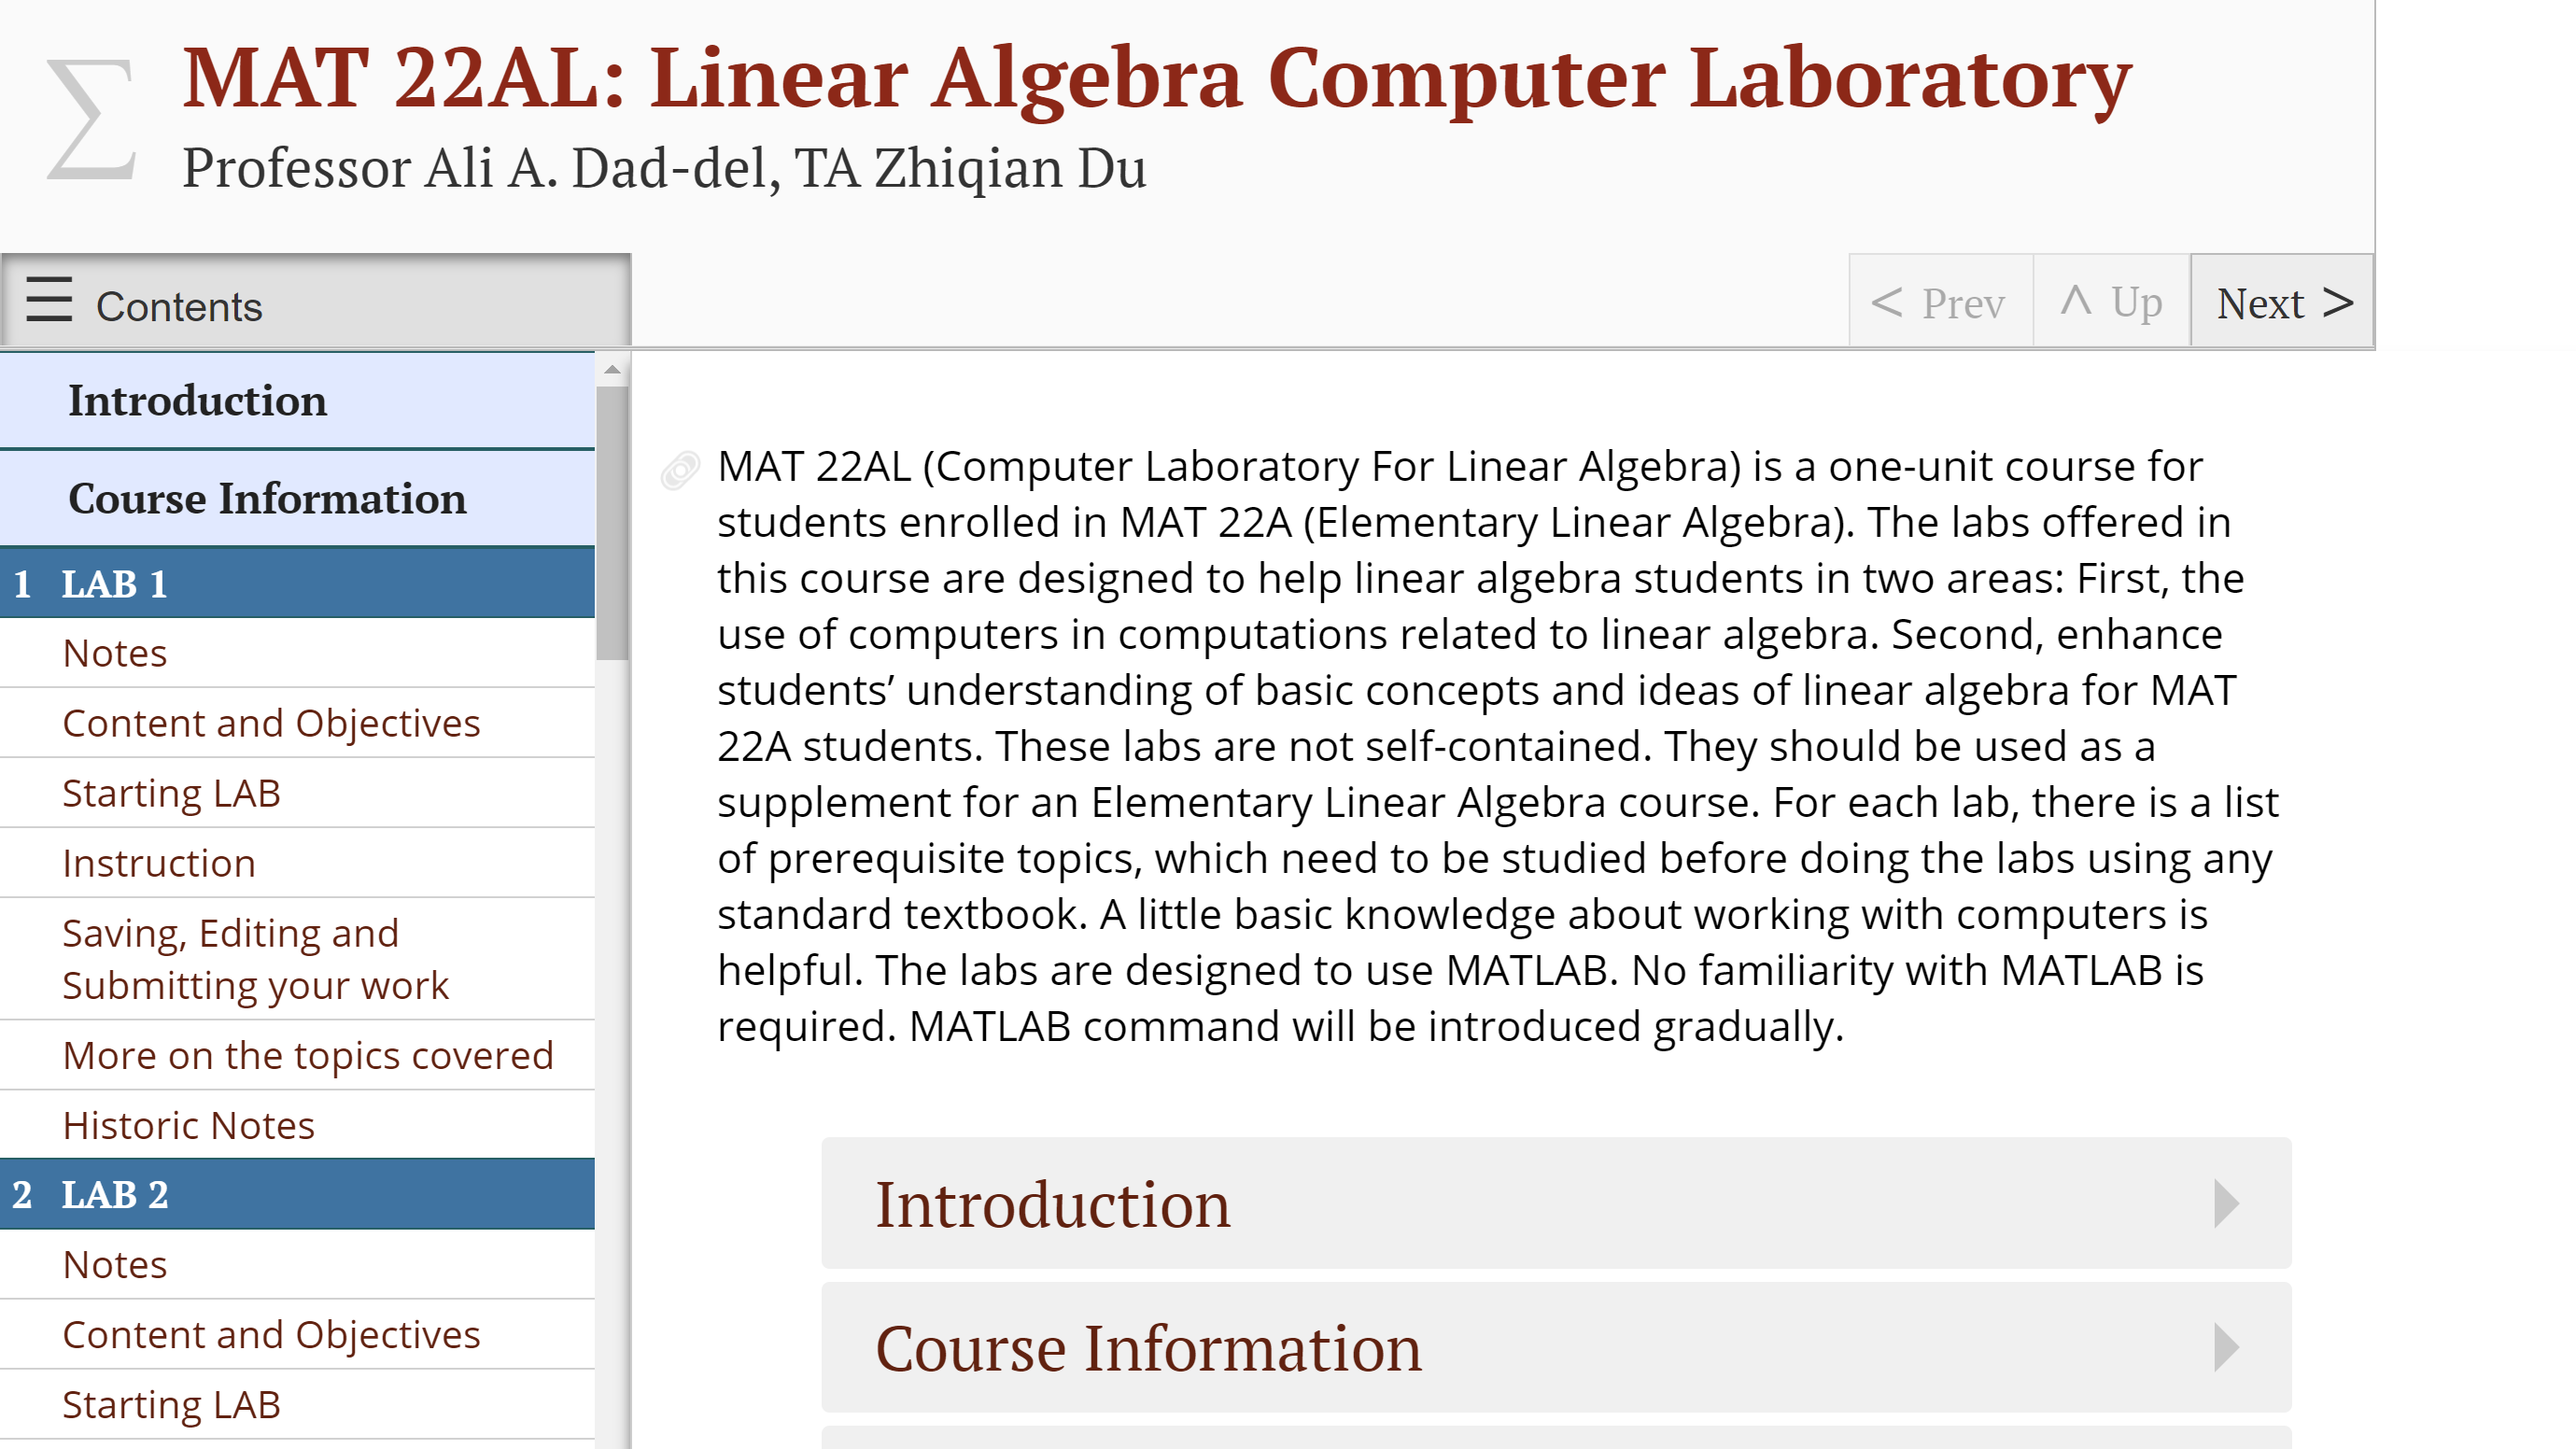 ∑
MAT 22AL: Linear Algebra Computer Laboratory
Professor Ali A. Dad-del, TA Zhiqian Du
☰ Contents
< Prev
^ Up
Next >
Introduction
Course Information
1 LAB 1
Notes
Content and Objectives
Starting LAB
Instruction
Saving, Editing and
Submitting your work
More on the topics covered
Historic Notes
2 LAB 2
Notes
Content and Objectives
Starting LAB
MAT 22AL (Computer Laboratory For Linear Algebra) is a one-unit course for
students enrolled in MAT 22A (Elementary Linear Algebra). The labs offered in
this course are designed to help linear algebra students in two areas: First, the
use of computers in computations related to linear algebra. Second, enhance
students’ understanding of basic concepts and ideas of linear algebra for MAT
22A students. These labs are not self-contained. They should be used as a
supplement for an Elementary Linear Algebra course. For each lab, there is a list
of prerequisite topics, which need to be studied before doing the labs using any
standard textbook. A little basic knowledge about working with computers is
helpful. The labs are designed to use MATLAB. No familiarity with MATLAB is
required. MATLAB command will be introduced gradually.
Introduction
Course Information